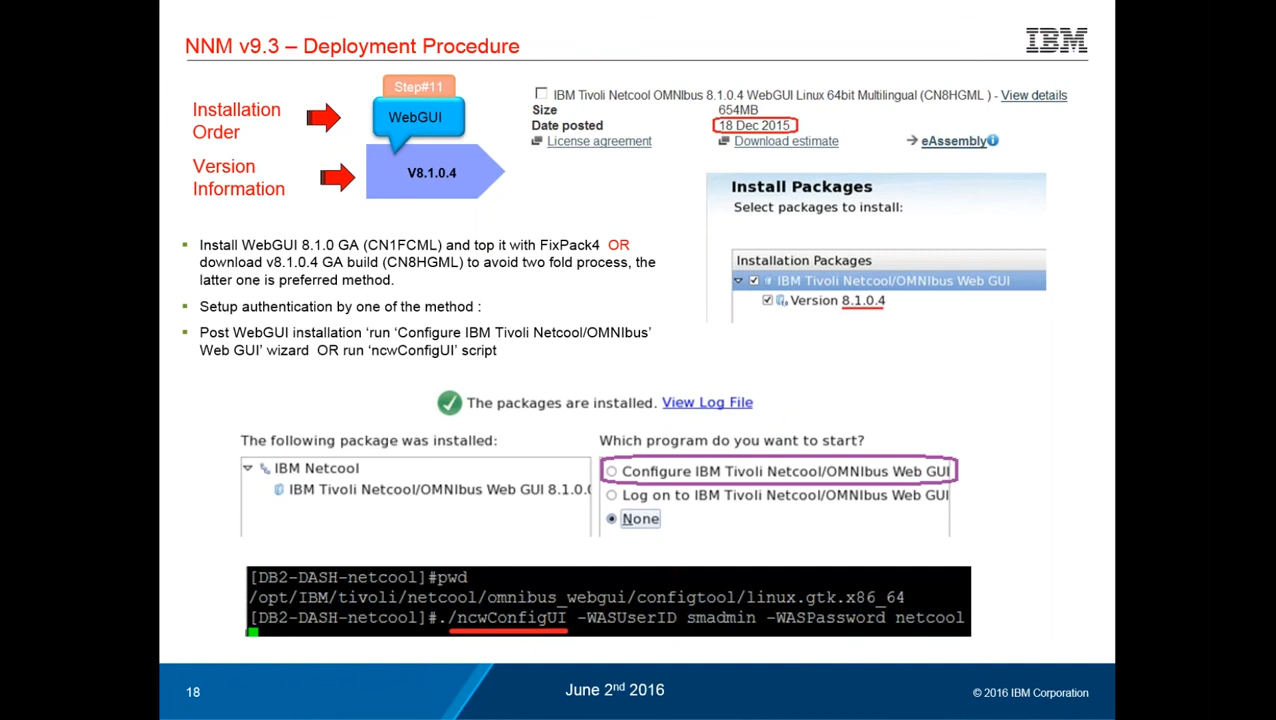 NNM v9.3 – Deployment Procedure
IBM
Step#11
Installation
Order
WebGUI
Version
Information
V8.1.0.4
IBM Tivoli Netcool OMNIbus 8.1.0.4 WebGUI Linux 64bit Multilingual (CN8HGML ) - View details
Size 654MB
Date posted 18 Dec 2015
License agreement Download estimate eAssembly
Install Packages
Select packages to install:
Installation Packages
IBM Tivoli Netcool/OMNIbus Web GUI
Version 8.1.0.4
Install WebGUI 8.1.0 GA (CN1FCML) and top it with FixPack4 OR
download v8.1.0.4 GA build (CN8HGML) to avoid two fold process, the
latter one is preferred method.
Setup authentication by one of the method :
Post WebGUI installation ‘run ‘Configure IBM Tivoli Netcool/OMNIbus’
Web GUI’ wizard OR run ‘ncwConfigUI’ script
The packages are installed. View Log File
The following package was installed:
IBM Netcool
IBM Tivoli Netcool/OMNIbus Web GUI 8.1.0.
Which program do you want to start?
Configure IBM Tivoli Netcool/OMNIbus Web GUI
Log on to IBM Tivoli Netcool/OMNIbus Web GUI
None
[DB2-DASH-netcool]#pwd
/opt/IBM/tivoli/netcool/omnibus_webgui/configtool/linux.gtk.x86_64
[DB2-DASH-netcool]#./ncwConfigUI -WASUserID smadmin -WASPassword netcool
18
June 2nd 2016
© 2016 IBM Corporation